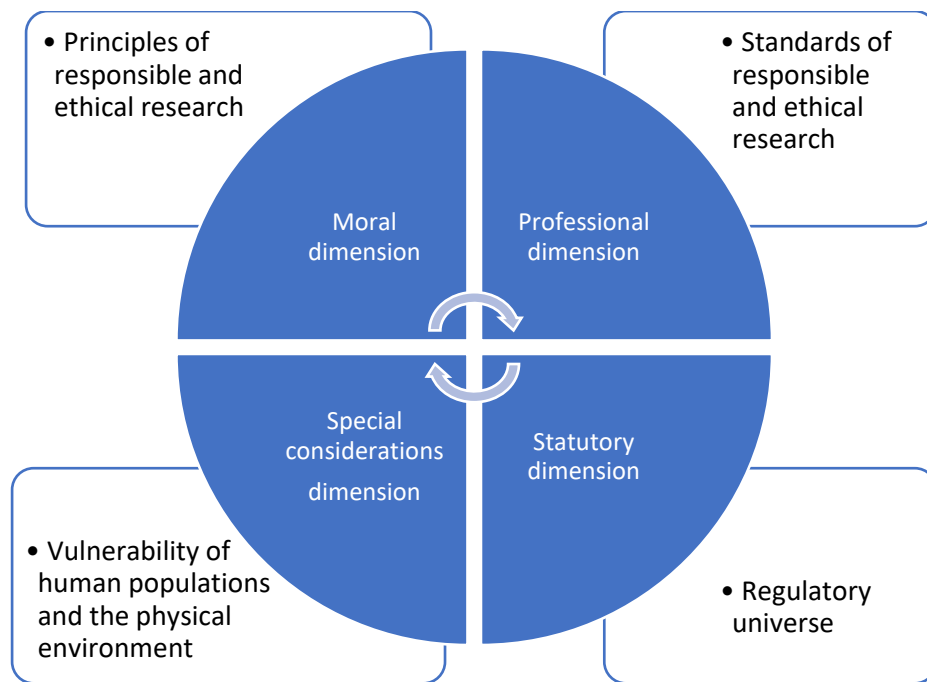 • Principles of
responsible and
ethical research
• Standards of
responsible
and ethical
research
Moral
dimension
Professional
dimension
Special
considerations
dimension
Statutory
dimension
• Vulnerability of
human populations
and the physical
environment
• Regulatory
universe